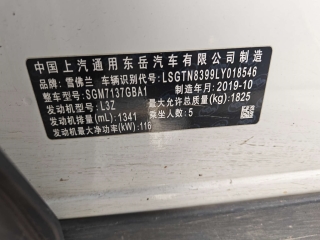 中国上汽通用东岳汽车有限公司制造
品牌: 雪佛兰 车辆识别代号: LSGTN8399LY018546
整车型号: SGM7137GBA1 制造年月: 2019-10
发动机型号: L3Z 最大允许总质量(kg): 1825
发动机排量(mL): 1341 乘坐人数: 5
发动机最大净功率(kW): 116